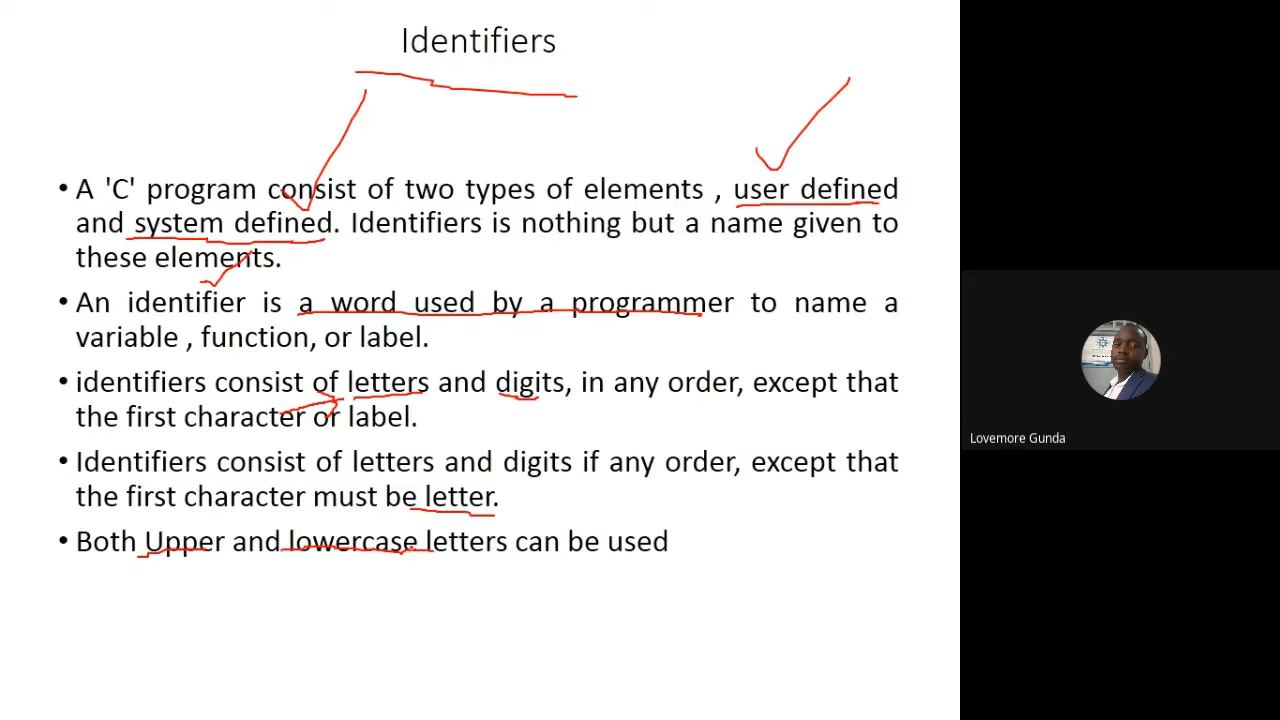 Identifiers
• A 'C' program consist of two types of elements , user defined
and system defined. Identifiers is nothing but a name given to
these elements.
• An identifier is a word used by a programmer to name a
variable , function, or label.
• identifiers consist of letters and digits, in any order, except that
the first character or label.
• Identifiers consist of letters and digits if any order, except that
the first character must be letter.
• Both Upper and lowercase letters can be used
Lovemore Gunda